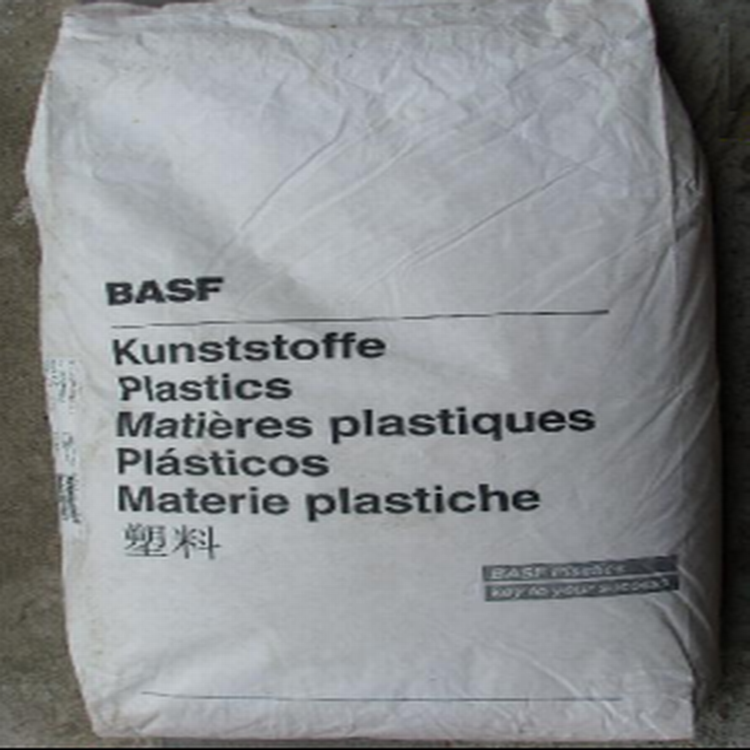 BASF
Kunststoffe
Plastics
Matières plastiques
Plásticos
Materie plastiche
塑料
BASF Plastics
key to your success